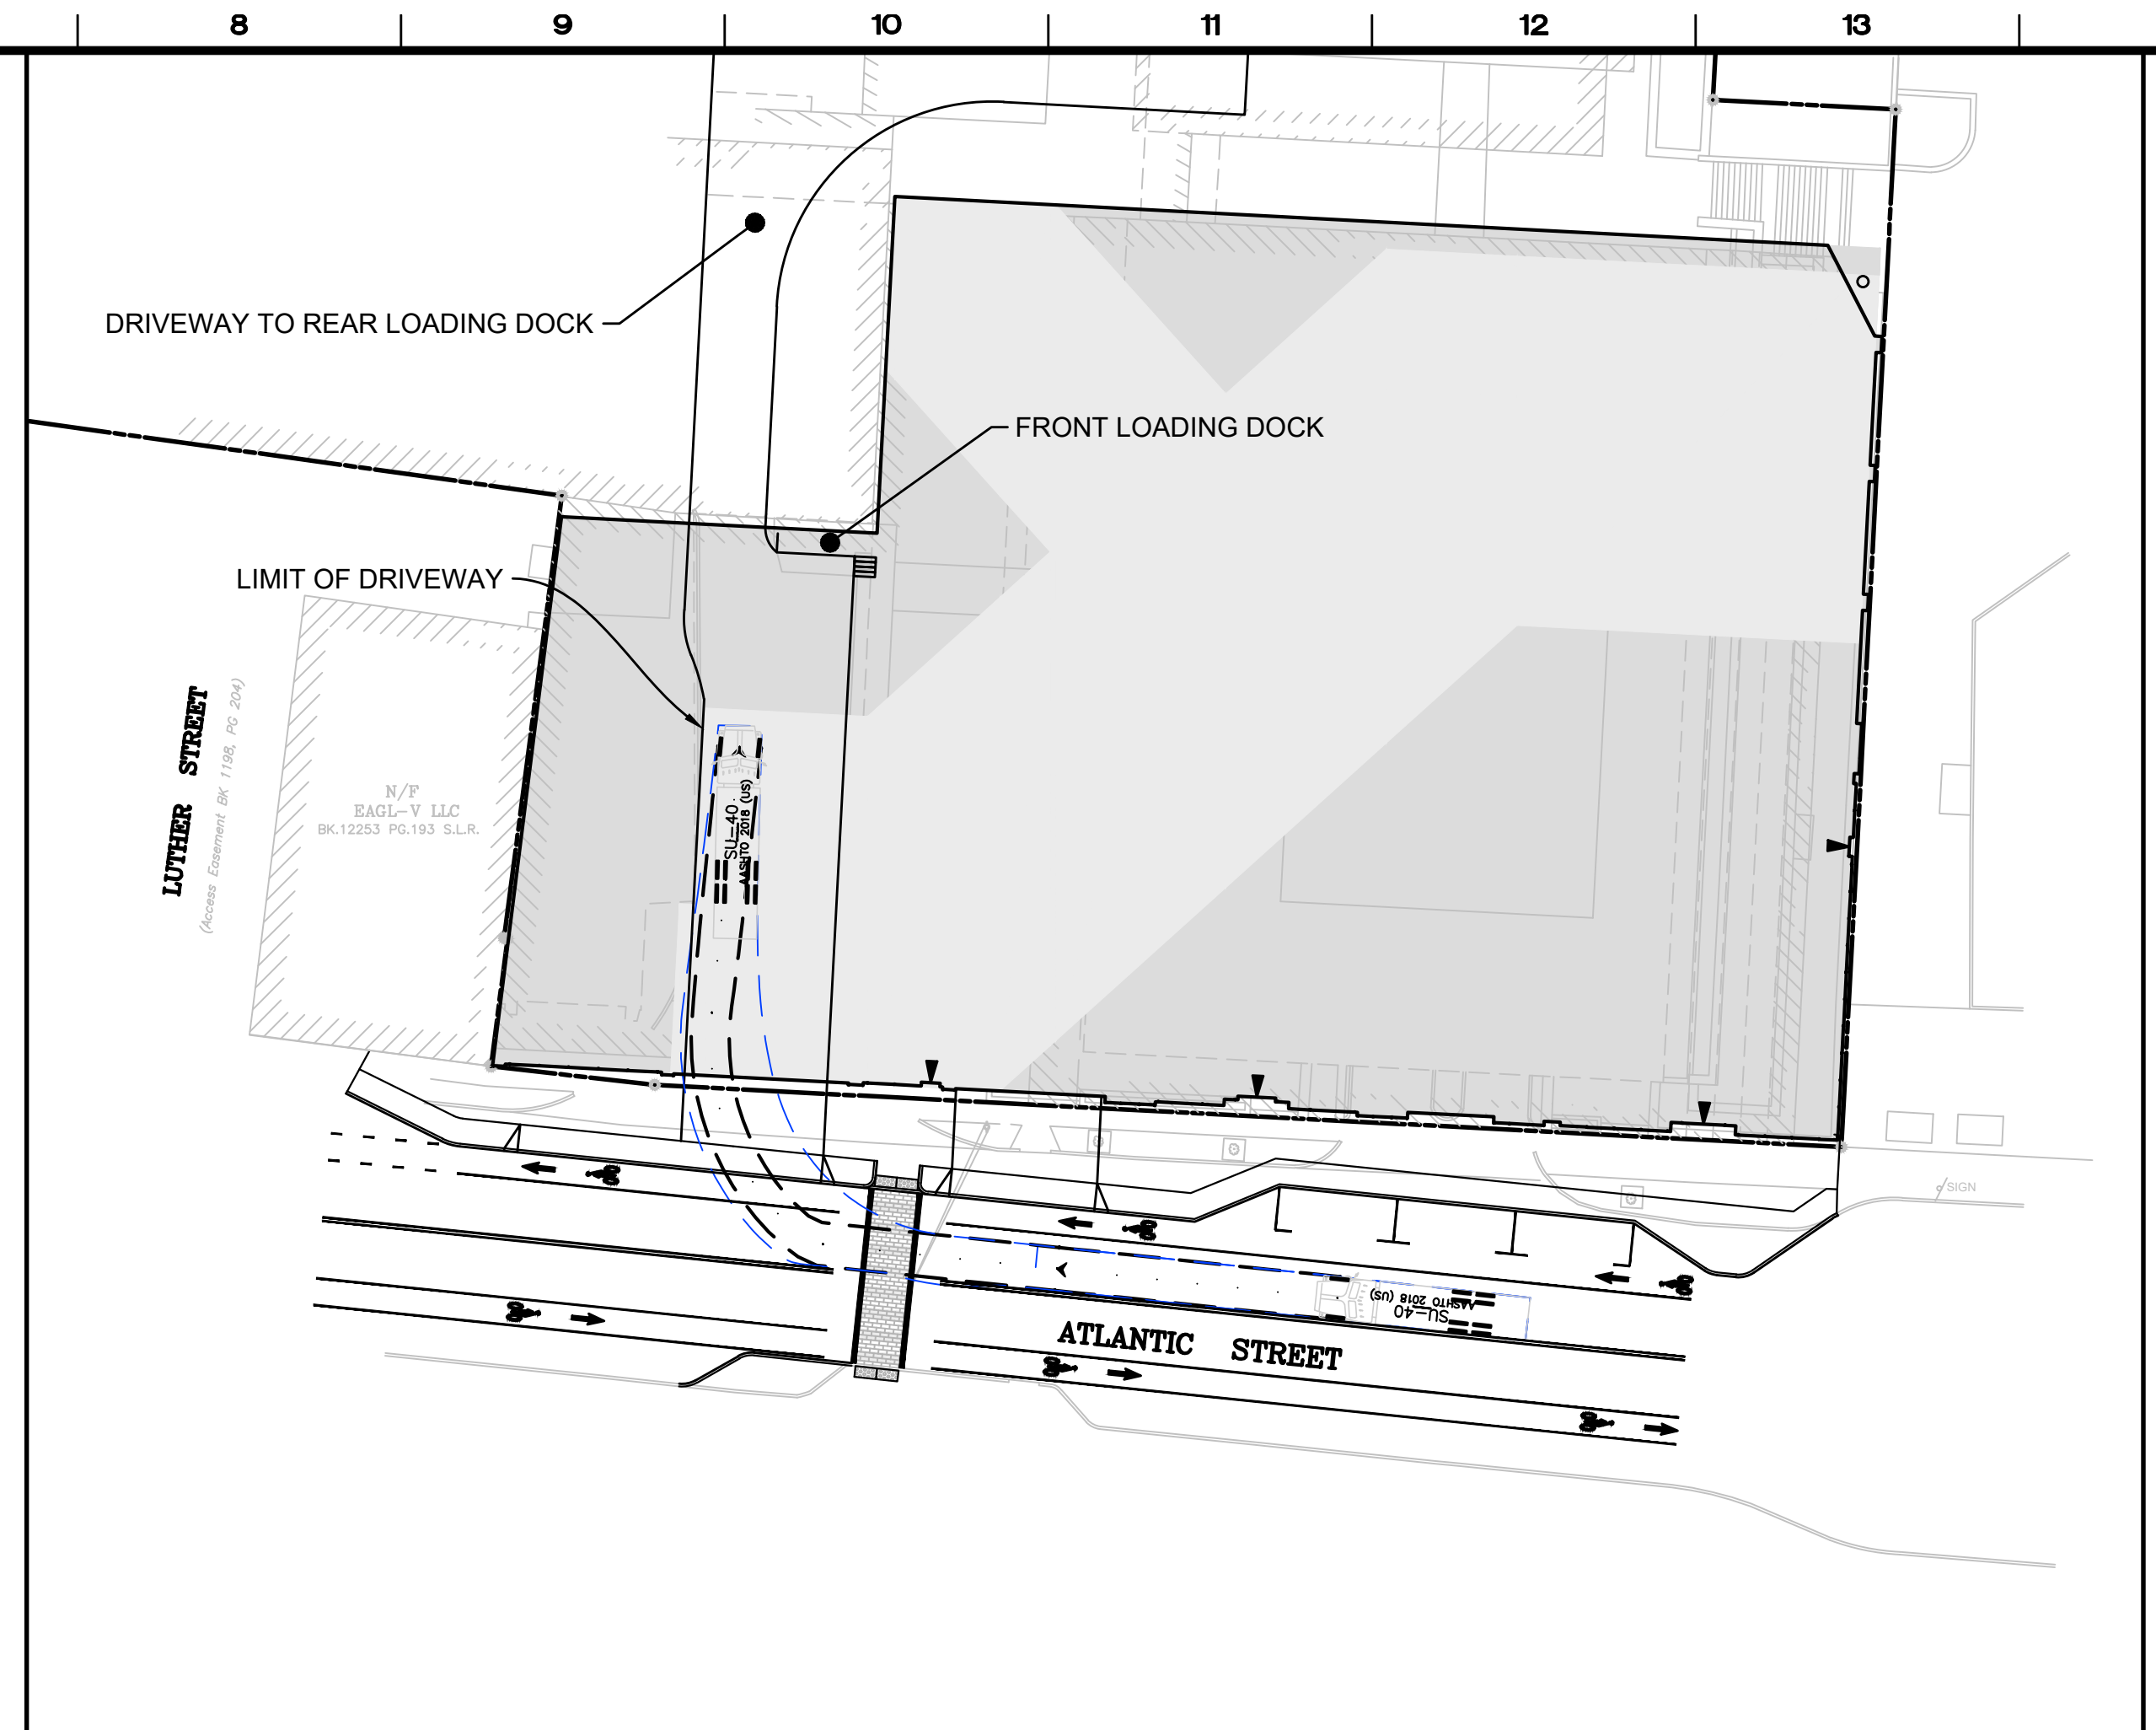 8 9 10 11 12 13
DRIVEWAY TO REAR LOADING DOCK
FRONT LOADING DOCK
LIMIT OF DRIVEWAY
LUTHER STREET
(Access Easement BK 1198, PG 204)
N/F
EAGL-V LLC
BK.12253 PG.193 S.L.R.
SU-40
AASHTO 2018 (US)
SIGN
SU-40
AASHTO 2018 (US)
ATLANTIC STREET